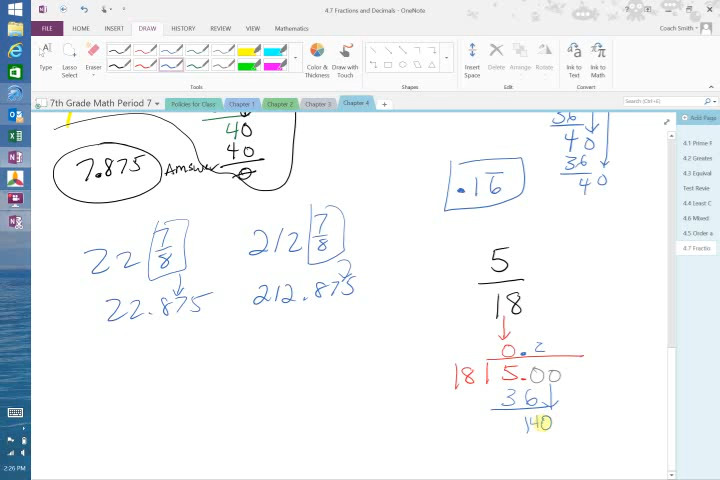 4.7 Fractions and Decimals - OneNote
Coach Smith
FILE HOME INSERT DRAW HISTORY REVIEW VIEW Mathematics
Type
Lasso Select
Eraser
Color & Thickness
Draw with Touch
Insert Space
Delete
Arrange
Rotate
Ink to Text
Ink to Math
Tools
Shapes
Edit
Convert
7th Grade Math Period 7
Policies for Class Chapter 1 Chapter 2 Chapter 3 Chapter 4 +
Search (Ctrl+E)
Add Page
4.1 Prime F
4.2 Greates
4.3 Equival
Test Revie
4.4 Least C
4.6 Mixed
4.5 Order a
4.7 Fractio
40
40
0
7.875 Answer
36
40
36
40
.16̅
22 7/8
22.875
212 7/8
212.875
5
18
0.2
18 5.00
36
140
2:26 PM